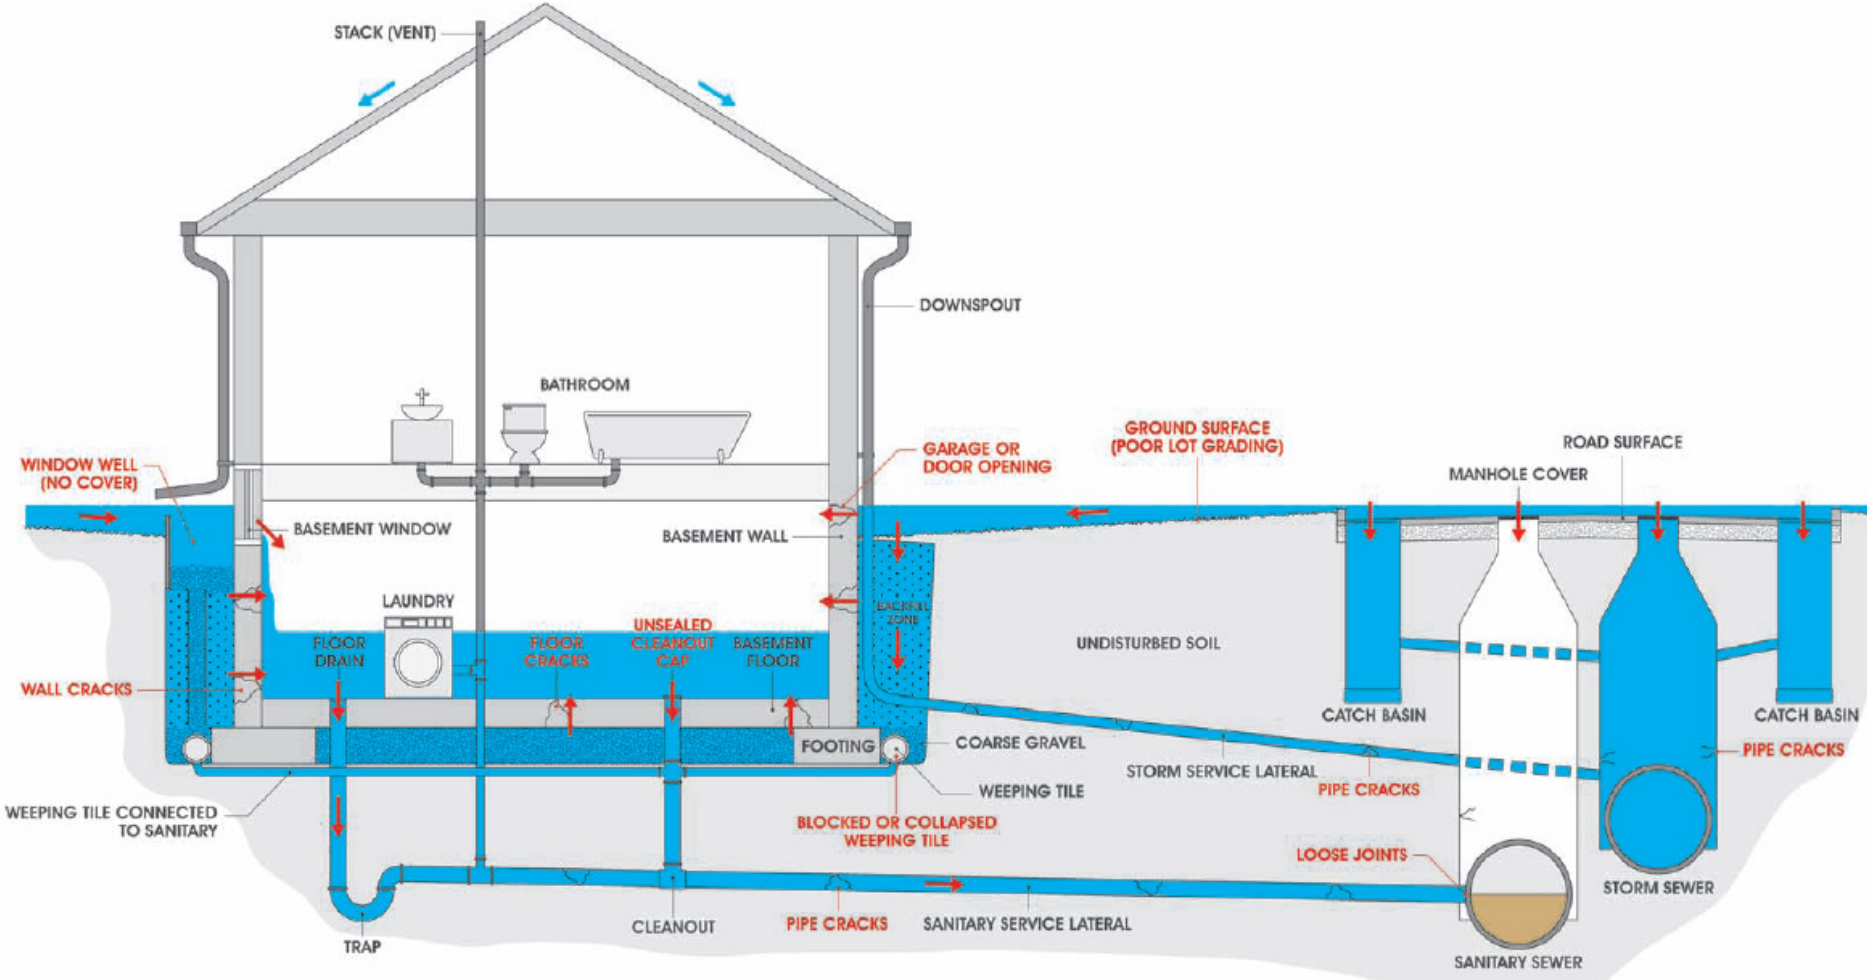 STACK (VENT)
DOWNSPOUT
BATHROOM
GARAGE OR
DOOR OPENING
GROUND SURFACE
(POOR LOT GRADING)
ROAD SURFACE
MANHOLE COVER
WINDOW WELL
(NO COVER)
BASEMENT WINDOW
BASEMENT WALL
LAUNDRY
BACKFILL
ZONE
UNDISTURBED SOIL
FLOOR
DRAIN
FLOOR
CRACKS
UNSEALED
CLEANOUT
CAP
BASEMENT
FLOOR
WALL CRACKS
CATCH BASIN
CATCH BASIN
FOOTING
COARSE GRAVEL
STORM SERVICE LATERAL
PIPE CRACKS
PIPE CRACKS
WEEPING TILE
WEEPING TILE CONNECTED
TO SANITARY
BLOCKED OR COLLAPSED
WEEPING TILE
LOOSE JOINTS
STORM SEWER
TRAP
CLEANOUT
PIPE CRACKS
SANITARY SERVICE LATERAL
SANITARY SEWER